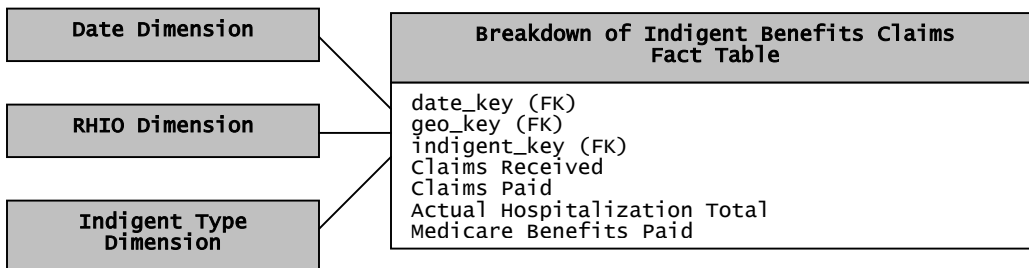 Date Dimension
RHIO Dimension
Indigent Type
Dimension
Breakdown of Indigent Benefits Claims
Fact Table
date_key (FK)
geo_key (FK)
indigent_key (FK)
Claims Received
Claims Paid
Actual Hospitalization Total
Medicare Benefits Paid